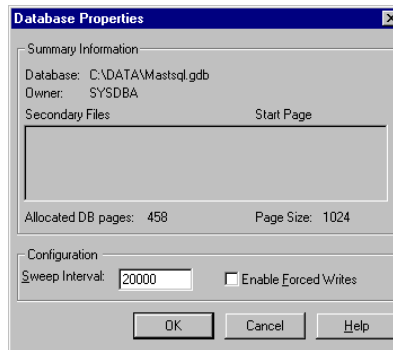 Database Properties
Summary Information
Database: C:\DATA\Mastsql.gdb
Owner: SYSDBA
Secondary Files Start Page
Allocated DB pages: 458 Page Size: 1024
Configuration
Sweep Interval: 20000 Enable Forced Writes
OK Cancel Help